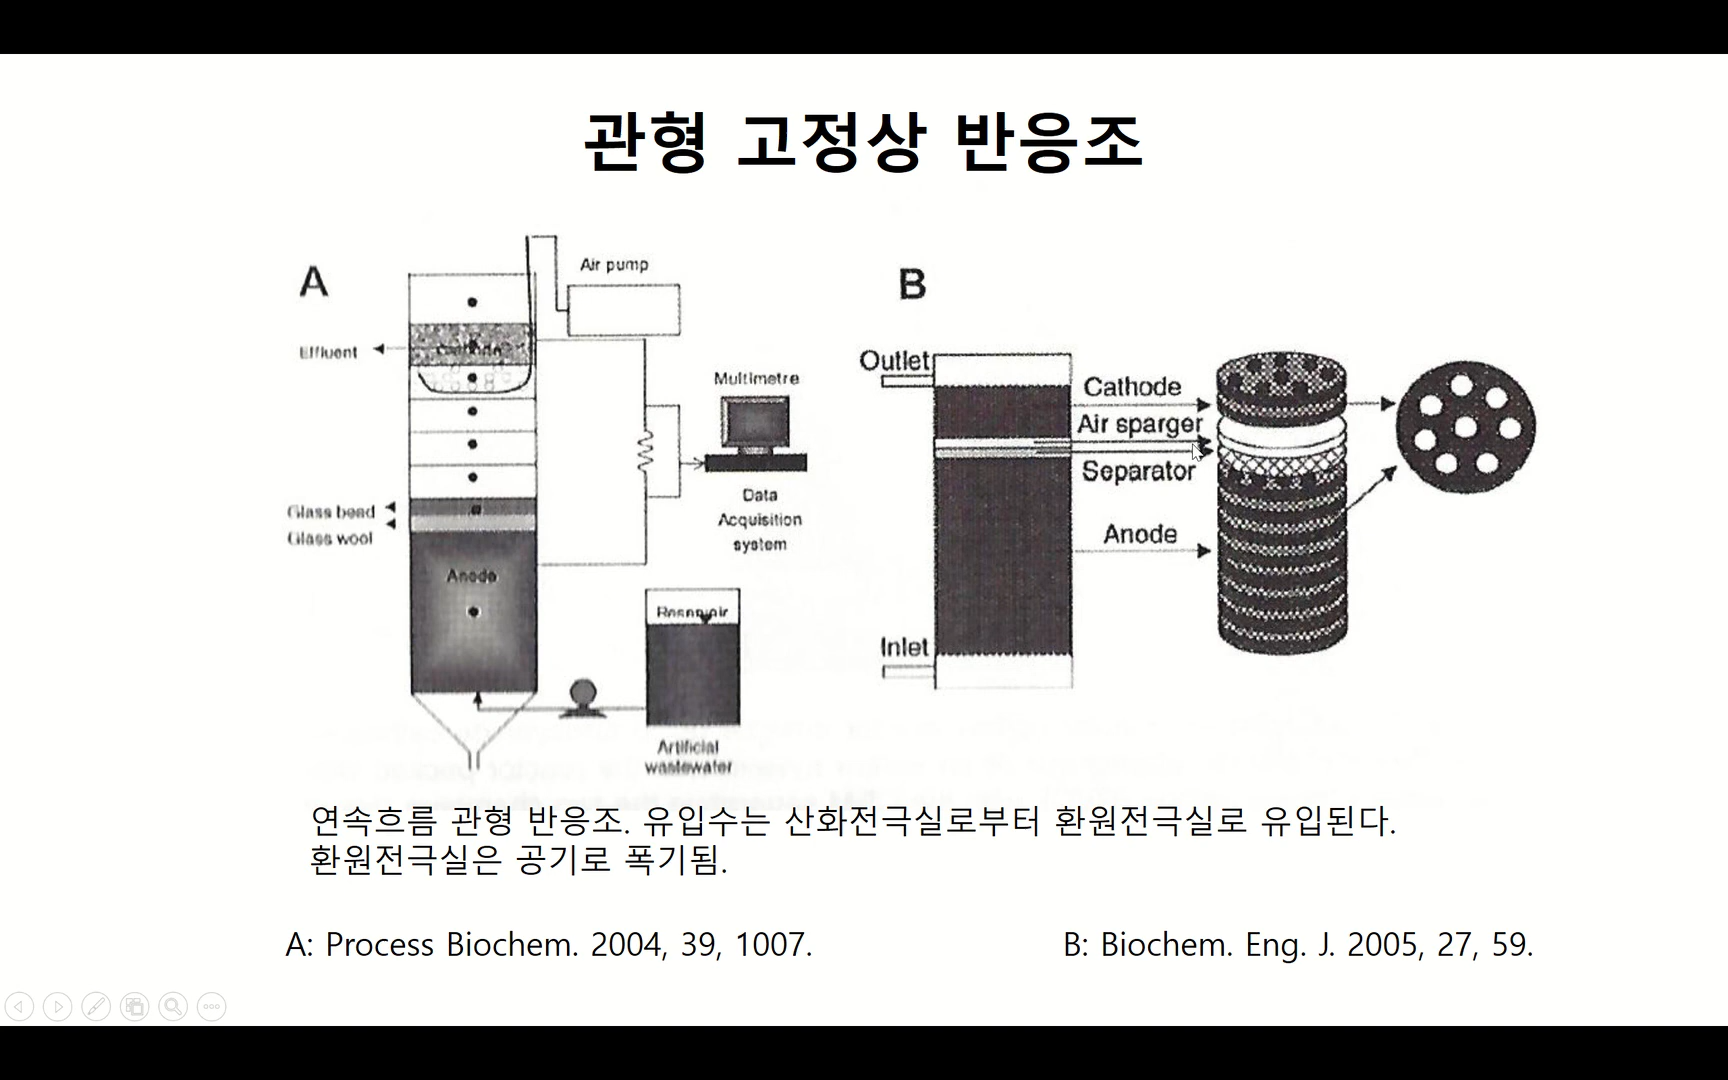 관형 고정상 반응조
A
Air pump
Effluent
Cathode
Multimetre
Data
Acquisition
system
Glass bead
Glass wool
Anode
Reservoir
Artificial
wastewater
B
Outlet
Cathode
Air sparger
Separator
Anode
Inlet
연속흐름 관형 반응조. 유입수는 산화전극실로부터 환원전극실로 유입된다.
환원전극실은 공기로 폭기됨.
A: Process Biochem. 2004, 39, 1007.
B: Biochem. Eng. J. 2005, 27, 59.